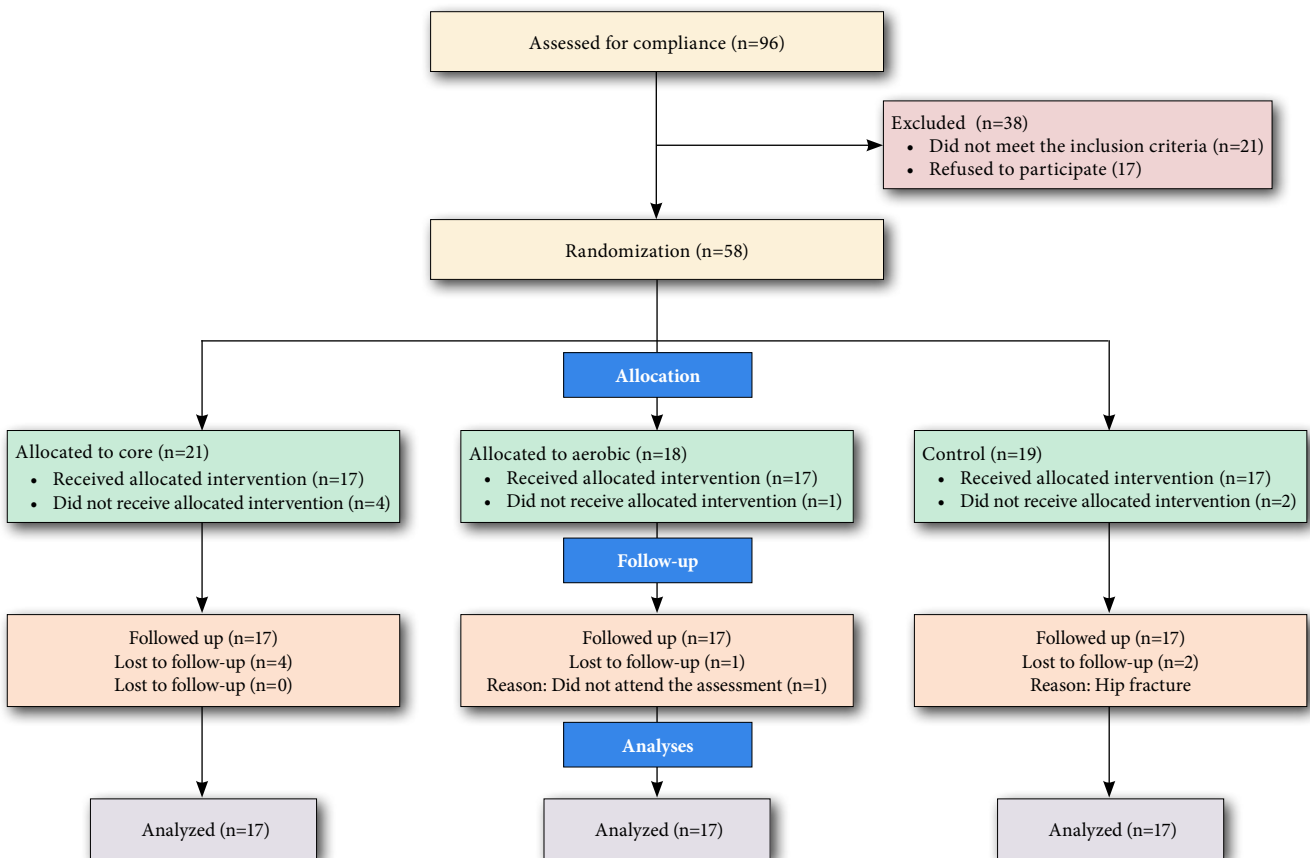 Assessed for compliance (n=96)
Excluded (n=38)
• Did not meet the inclusion criteria (n=21)
• Refused to participate (17)
Randomization (n=58)
Allocation
Allocated to core (n=21)
• Received allocated intervention (n=17)
• Did not receive allocated intervention (n=4)
Allocated to aerobic (n=18)
• Received allocated intervention (n=17)
• Did not receive allocated intervention (n=1)
Control (n=19)
• Received allocated intervention (n=17)
• Did not receive allocated intervention (n=2)
Follow-up
Followed up (n=17)
Lost to follow-up (n=4)
Lost to follow-up (n=0)
Followed up (n=17)
Lost to follow-up (n=1)
Reason: Did not attend the assessment (n=1)
Followed up (n=17)
Lost to follow-up (n=2)
Reason: Hip fracture
Analyses
Analyzed (n=17)
Analyzed (n=17)
Analyzed (n=17)